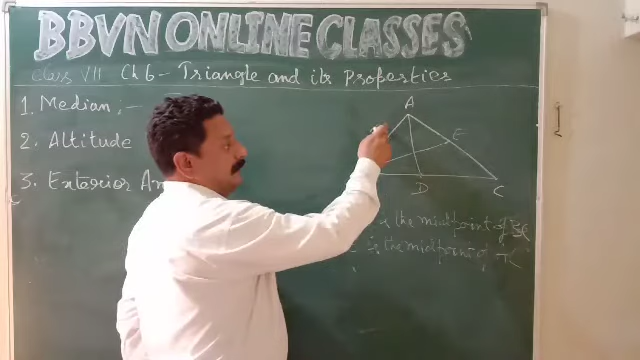 BBVN ONLINE CLASSES
Class VII Ch 6 - Triangle and its Properties
1. Median :-
2. Altitude
3. Exterior An
A
E
D
C
the midpoint of BC
is the midpoint of